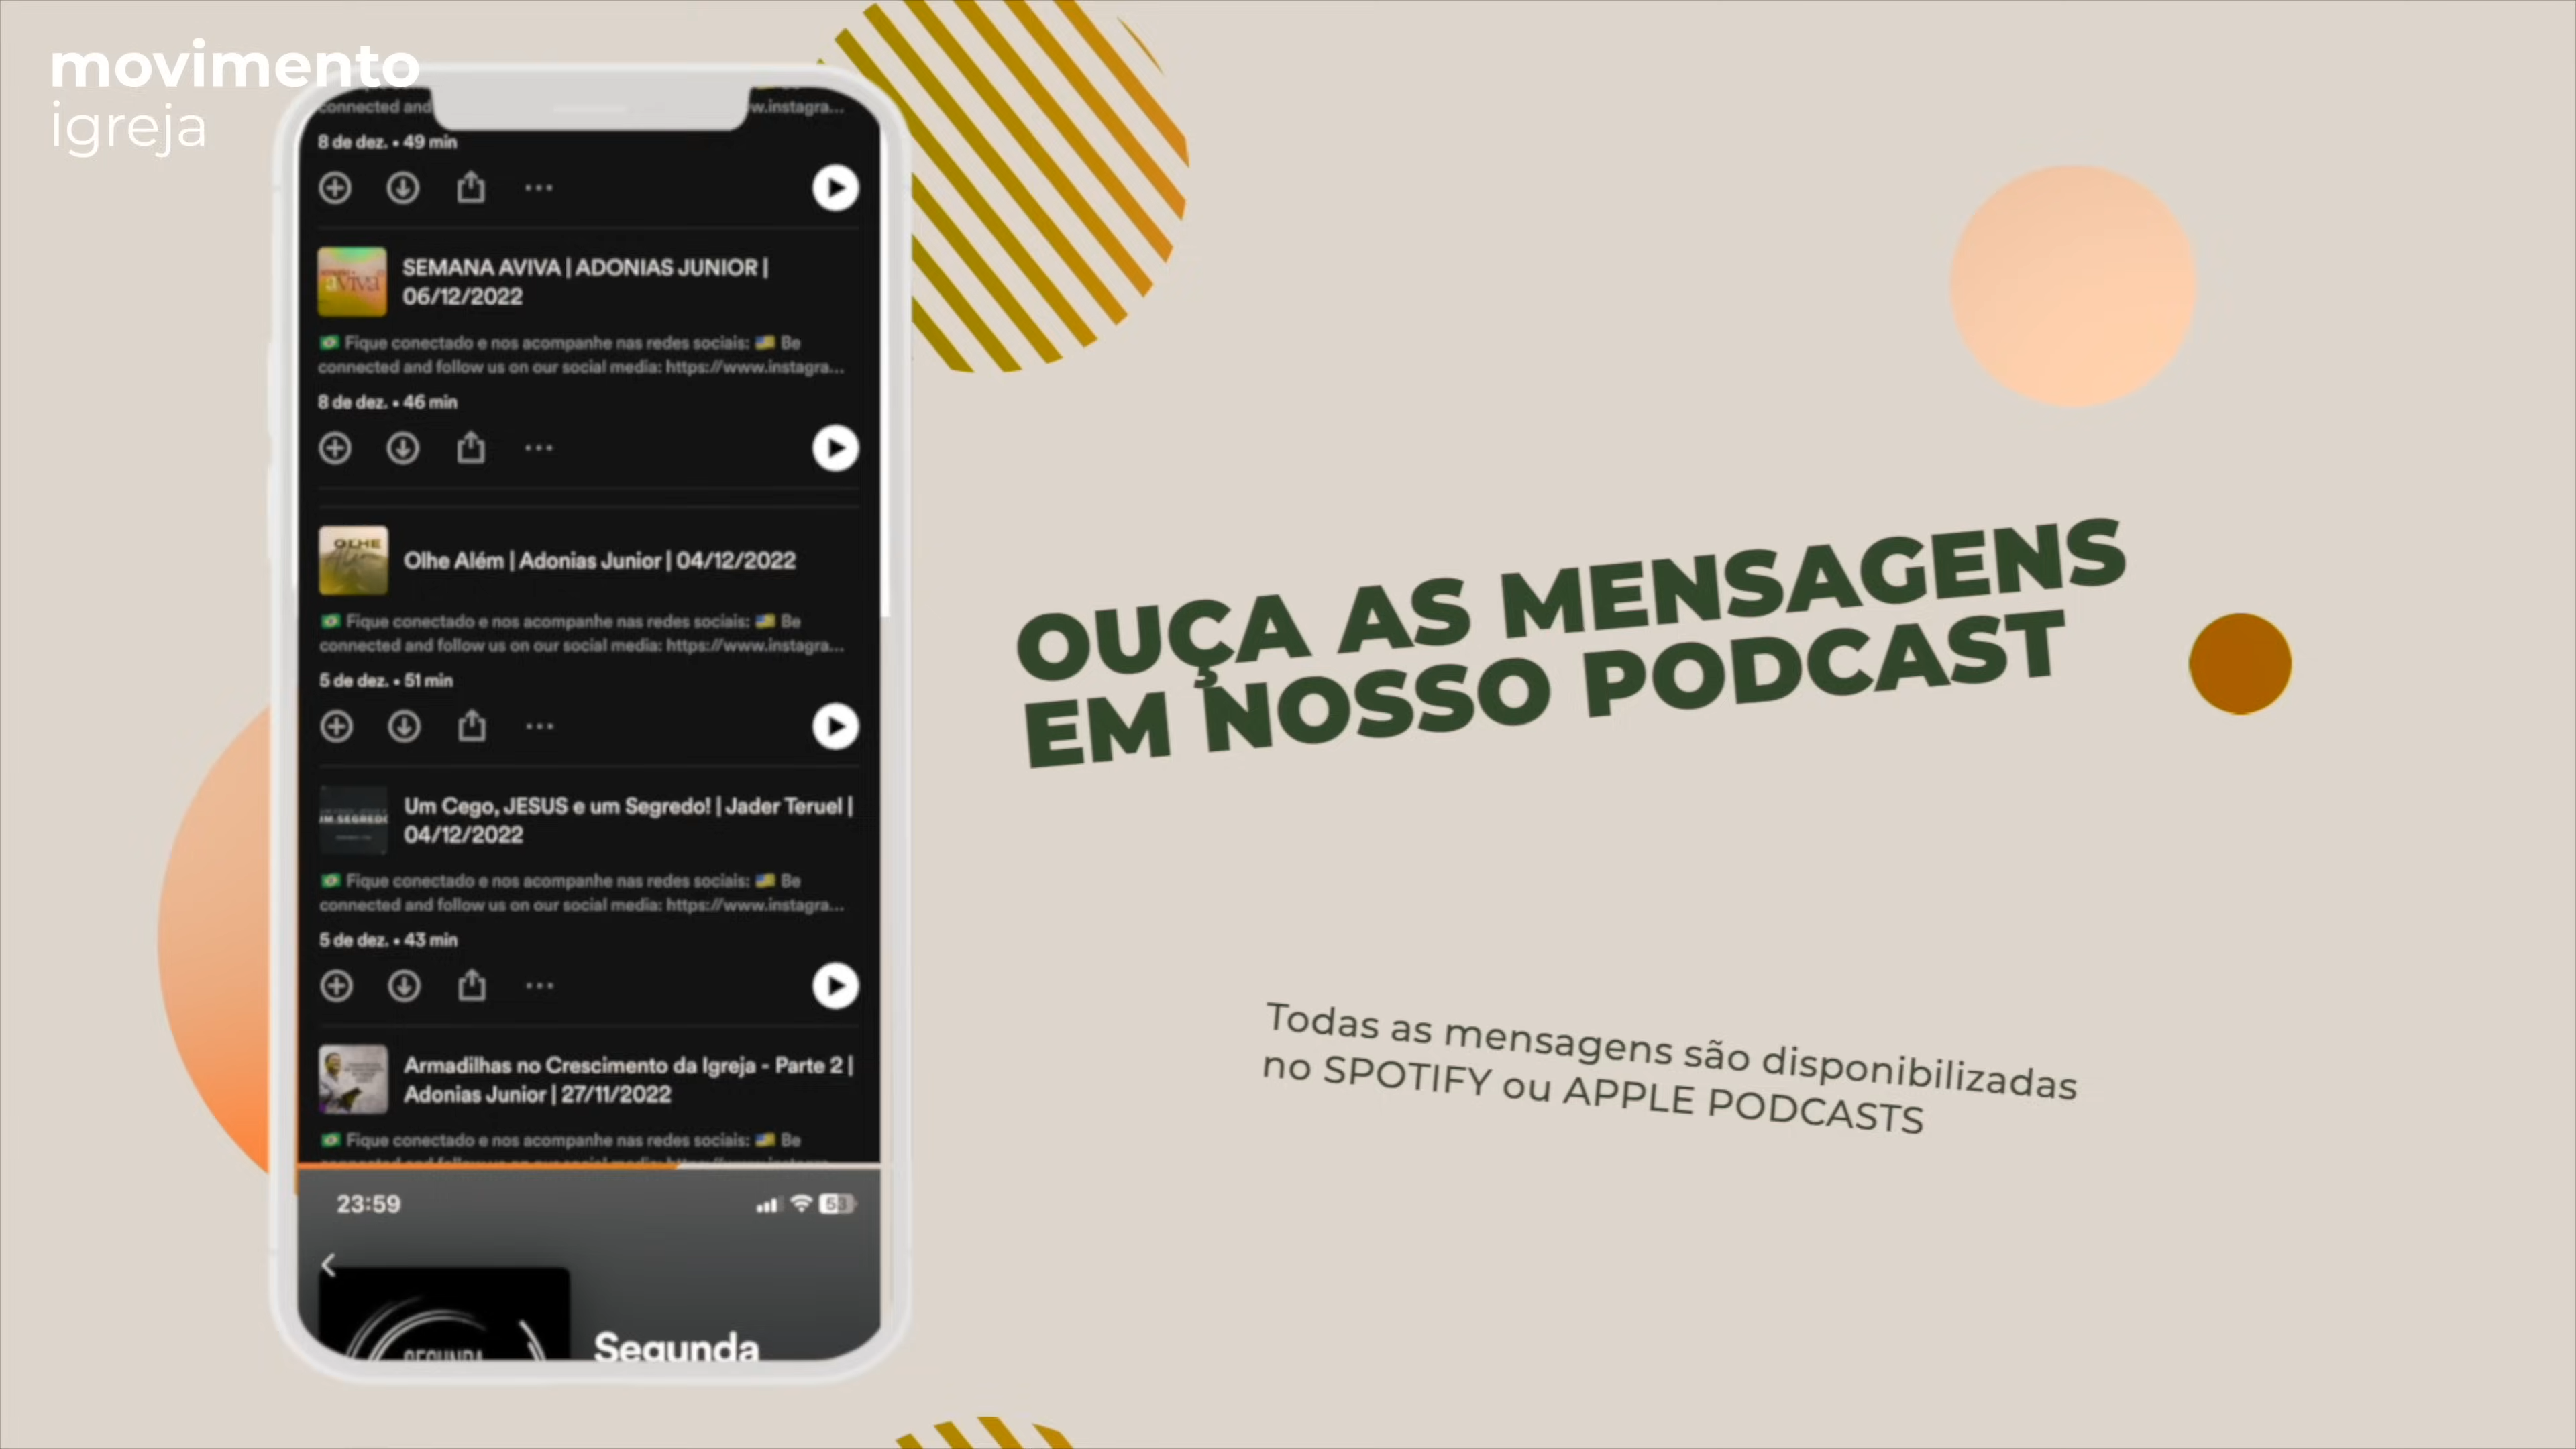 movimento
igreja
connected and
w.instagra...
8 de dez. • 49 min
SEMANA AVIVA | ADONIAS JUNIOR |
06/12/2022
Fique conectado e nos acompanhe nas redes sociais: Be
connected and follow us on our social media: https://www.instagra...
8 de dez. • 46 min
OLHE
Olhe Além | Adonias Junior | 04/12/2022
Fique conectado e nos acompanhe nas redes sociais: Be
connected and follow us on our social media: https://www.instagra...
5 de dez. • 51 min
Um Cego, JESUS e um Segredo! | Jader Teruel |
04/12/2022
Fique conectado e nos acompanhe nas redes sociais: Be
connected and follow us on our social media: https://www.instagra...
5 de dez. • 43 min
Armadilhas no Crescimento da Igreja - Parte 2 |
Adonias Junior | 27/11/2022
Fique conectado e nos acompanhe nas redes sociais: Be
23:59
53
Segunda
OUÇA AS MENSAGENS
EM NOSSO PODCAST
Todas as mensagens são disponibilizadas
no SPOTIFY ou APPLE PODCASTS